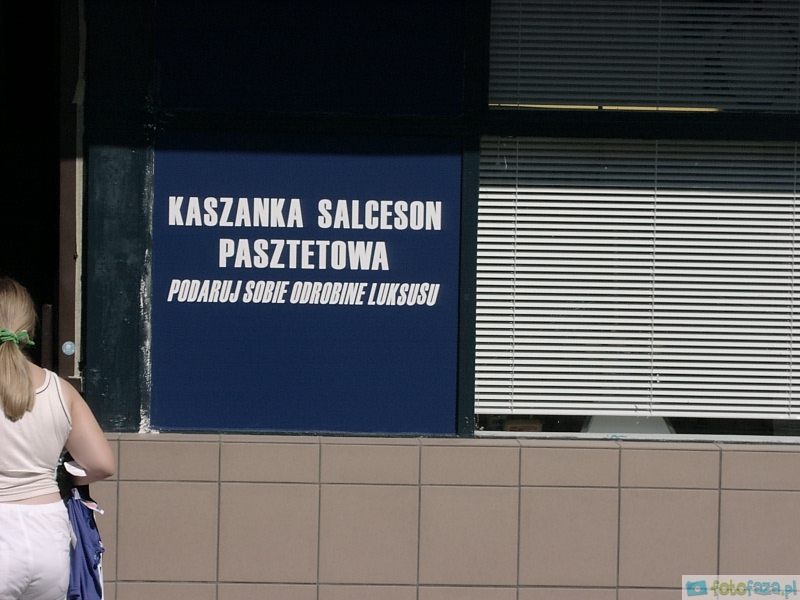 KASZANKA SALCESON
PASZTETOWA
PODARUJ SOBIE ODROBINE LUKSUSU
fotofaza.pl